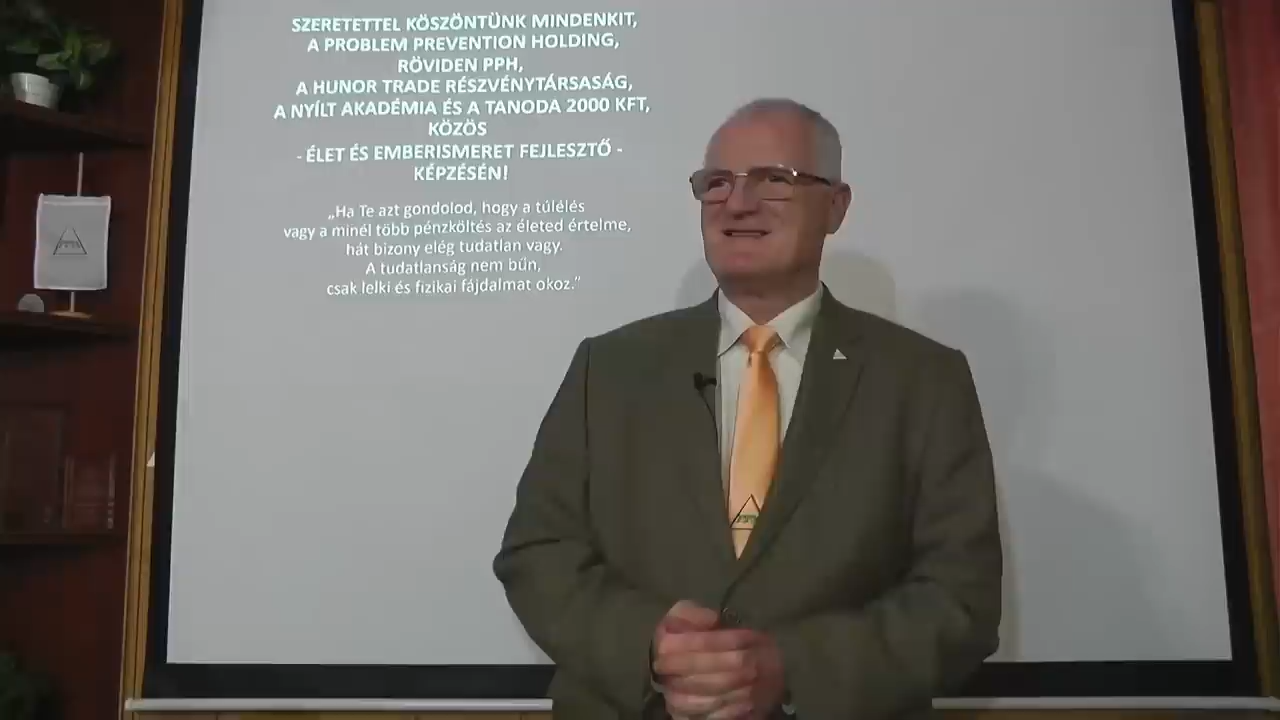 SZERETETTEL KÖSZÖNTÜNK MINDENKIT,
A PROBLEM PREVENTION HOLDING,
RÖVIDEN PPH,
A HUNOR TRADE RÉSZVÉNYTÁRSASÁG,
A NYÍLT AKADÉMIA ÉS A TANODA 2000 KFT,
KÖZÖS
- ÉLET ÉS EMBERISMERET FEJLESZTŐ -
KÉPZÉSÉN!
„Ha Te azt gondolod, hogy a túlélés
vagy a minél több pénzköltés az életed értelme,
hát bizony elég tudatlan vagy.
A tudatlanság nem bűn,
csak lelki és fizikai fájdalmat okoz.”